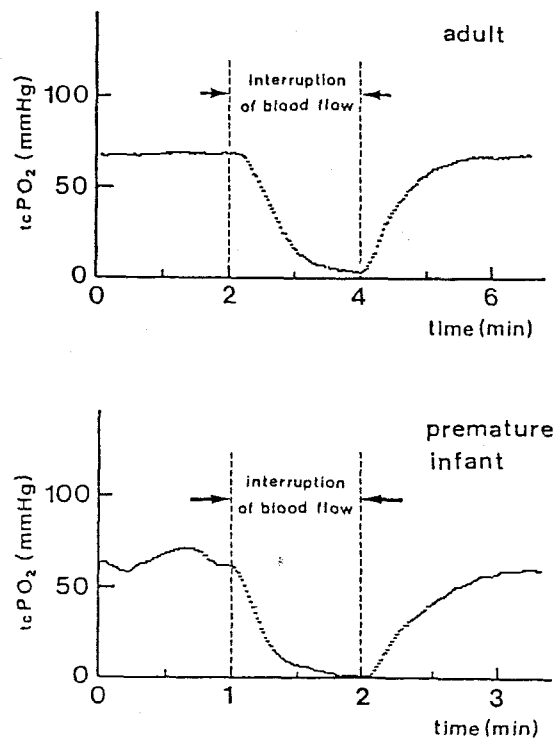 adult
interruption
of blood flow
tcPO2 (mmHg)
100
50
0
0 2 4 6
time (min)
premature
infant
interruption
of blood flow
tcPO2 (mmHg)
100
50
0
0 1 2 3
time (min)